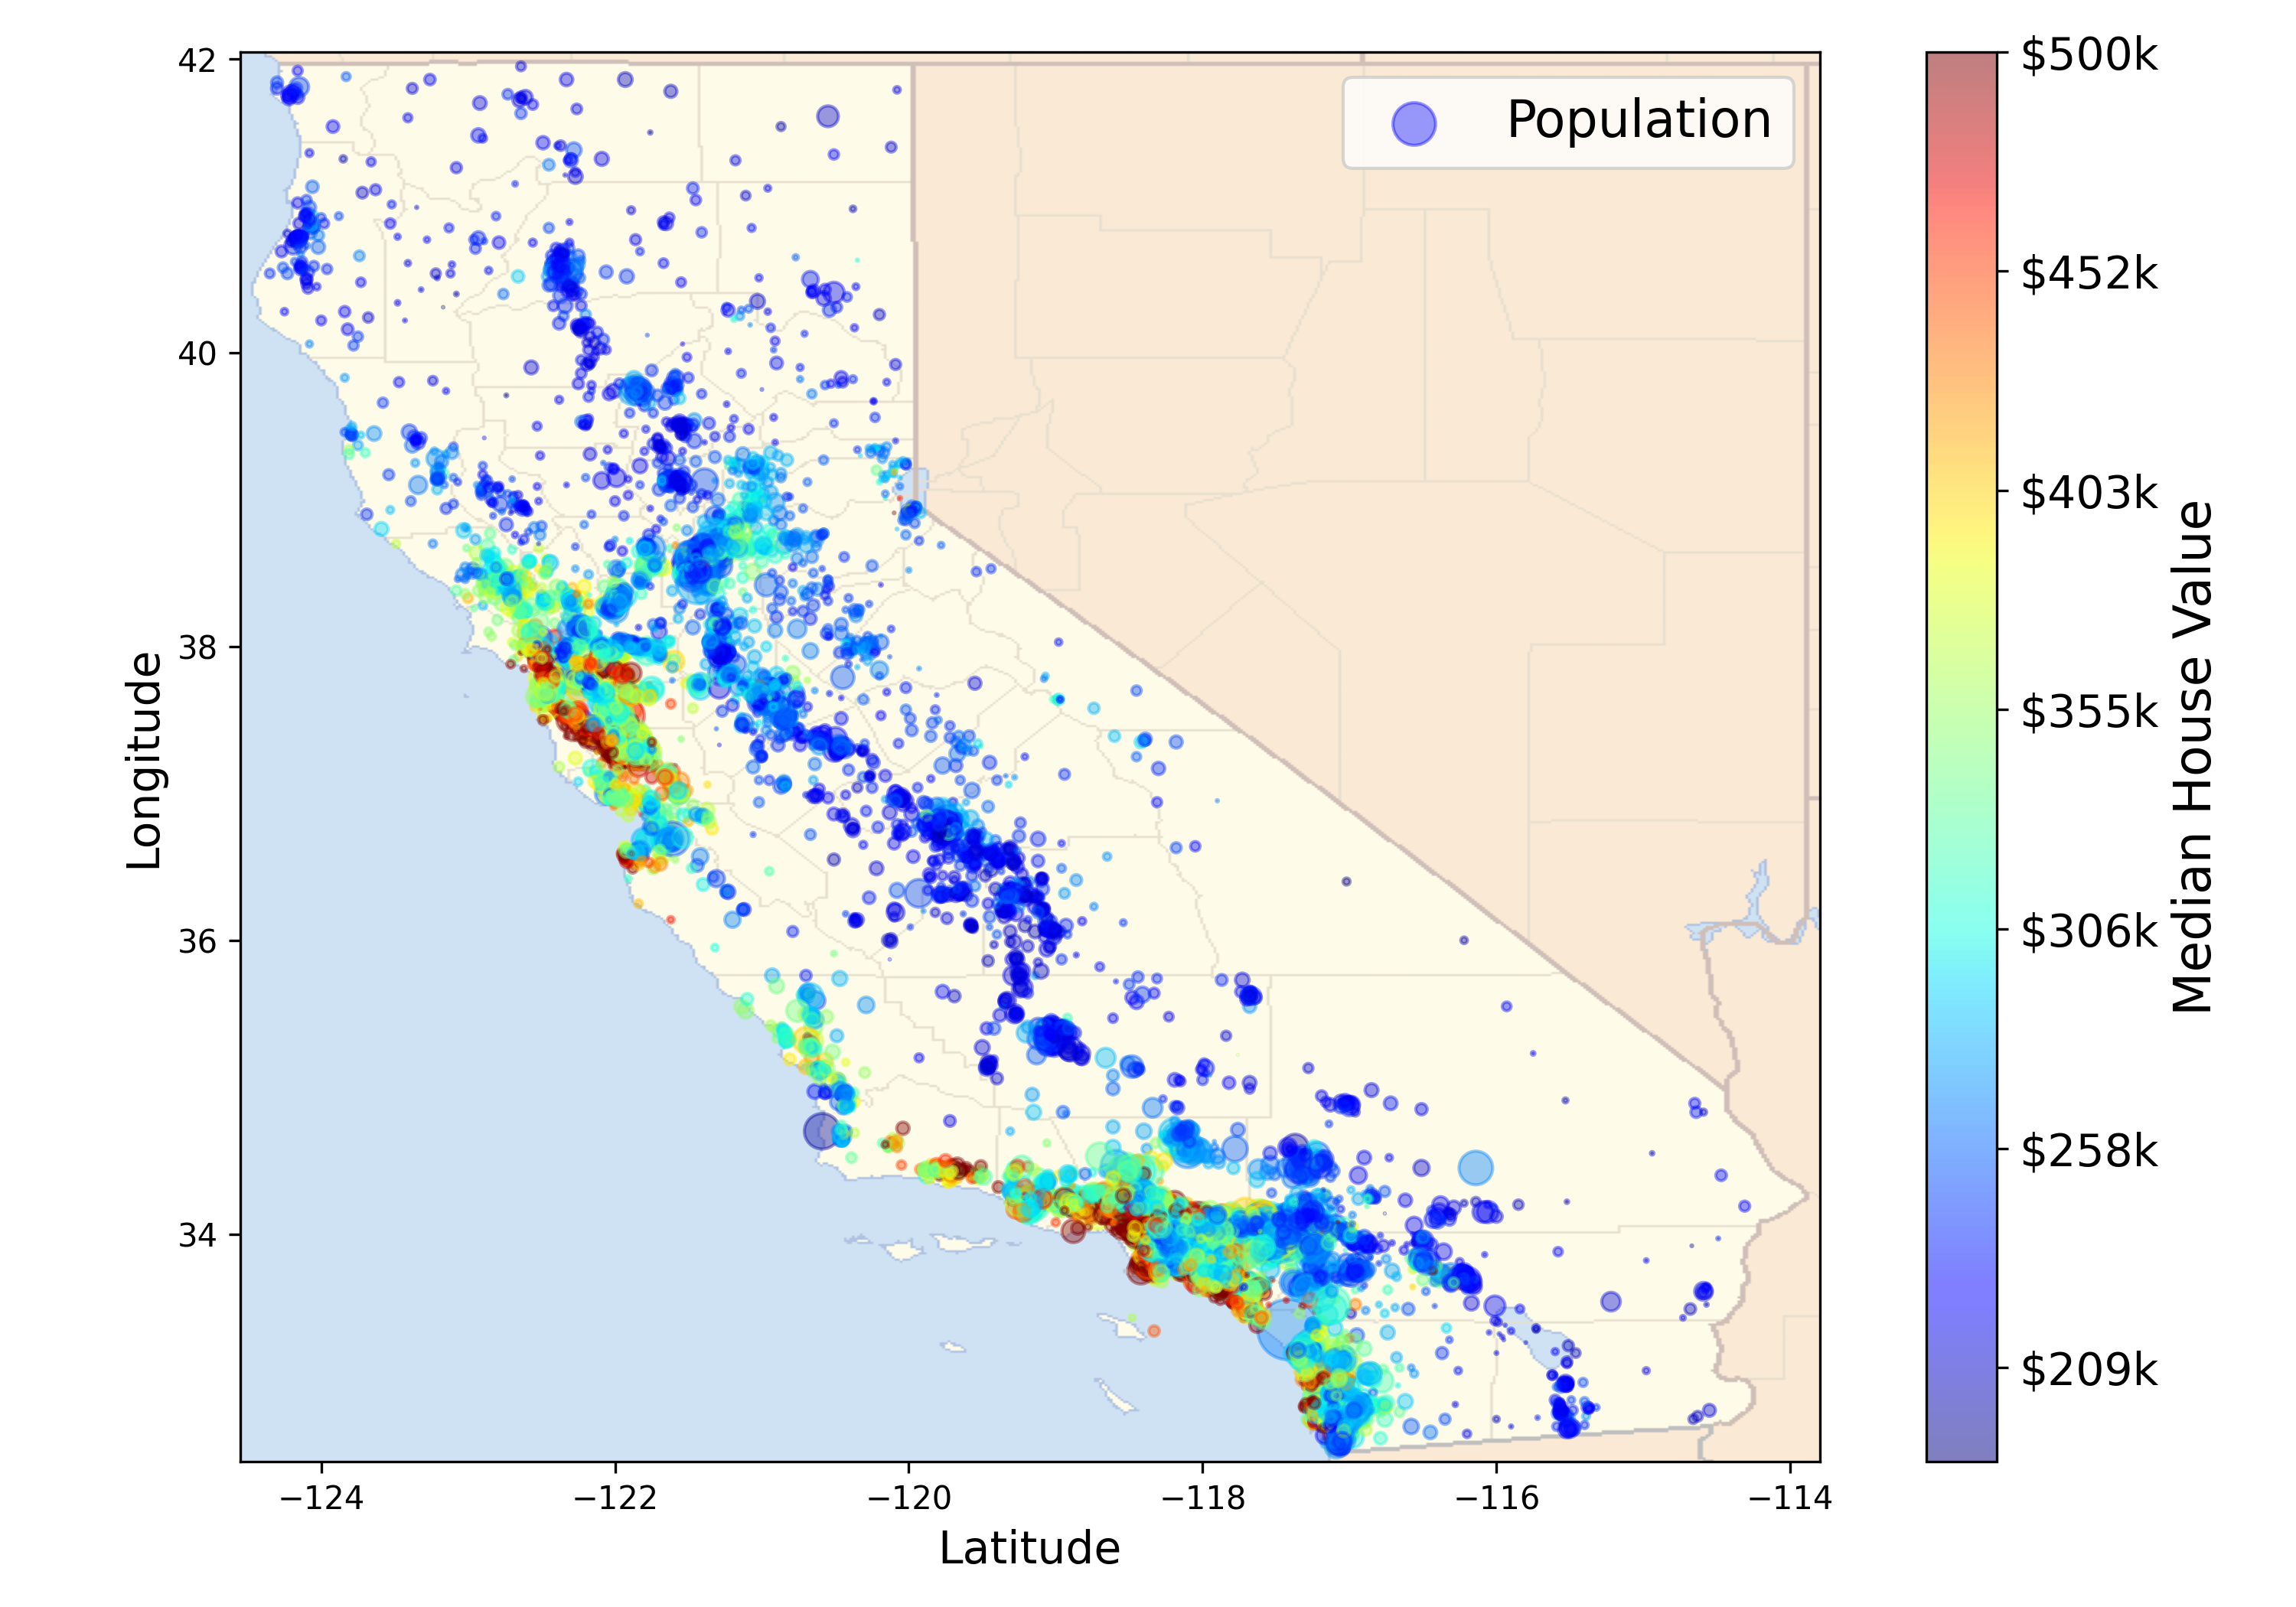 42
40
38
36
34
Longitude
−124
−122
−120
−118
−116
−114
Latitude
Population
$500k
$452k
$403k
$355k
$306k
$258k
$209k
Median House Value